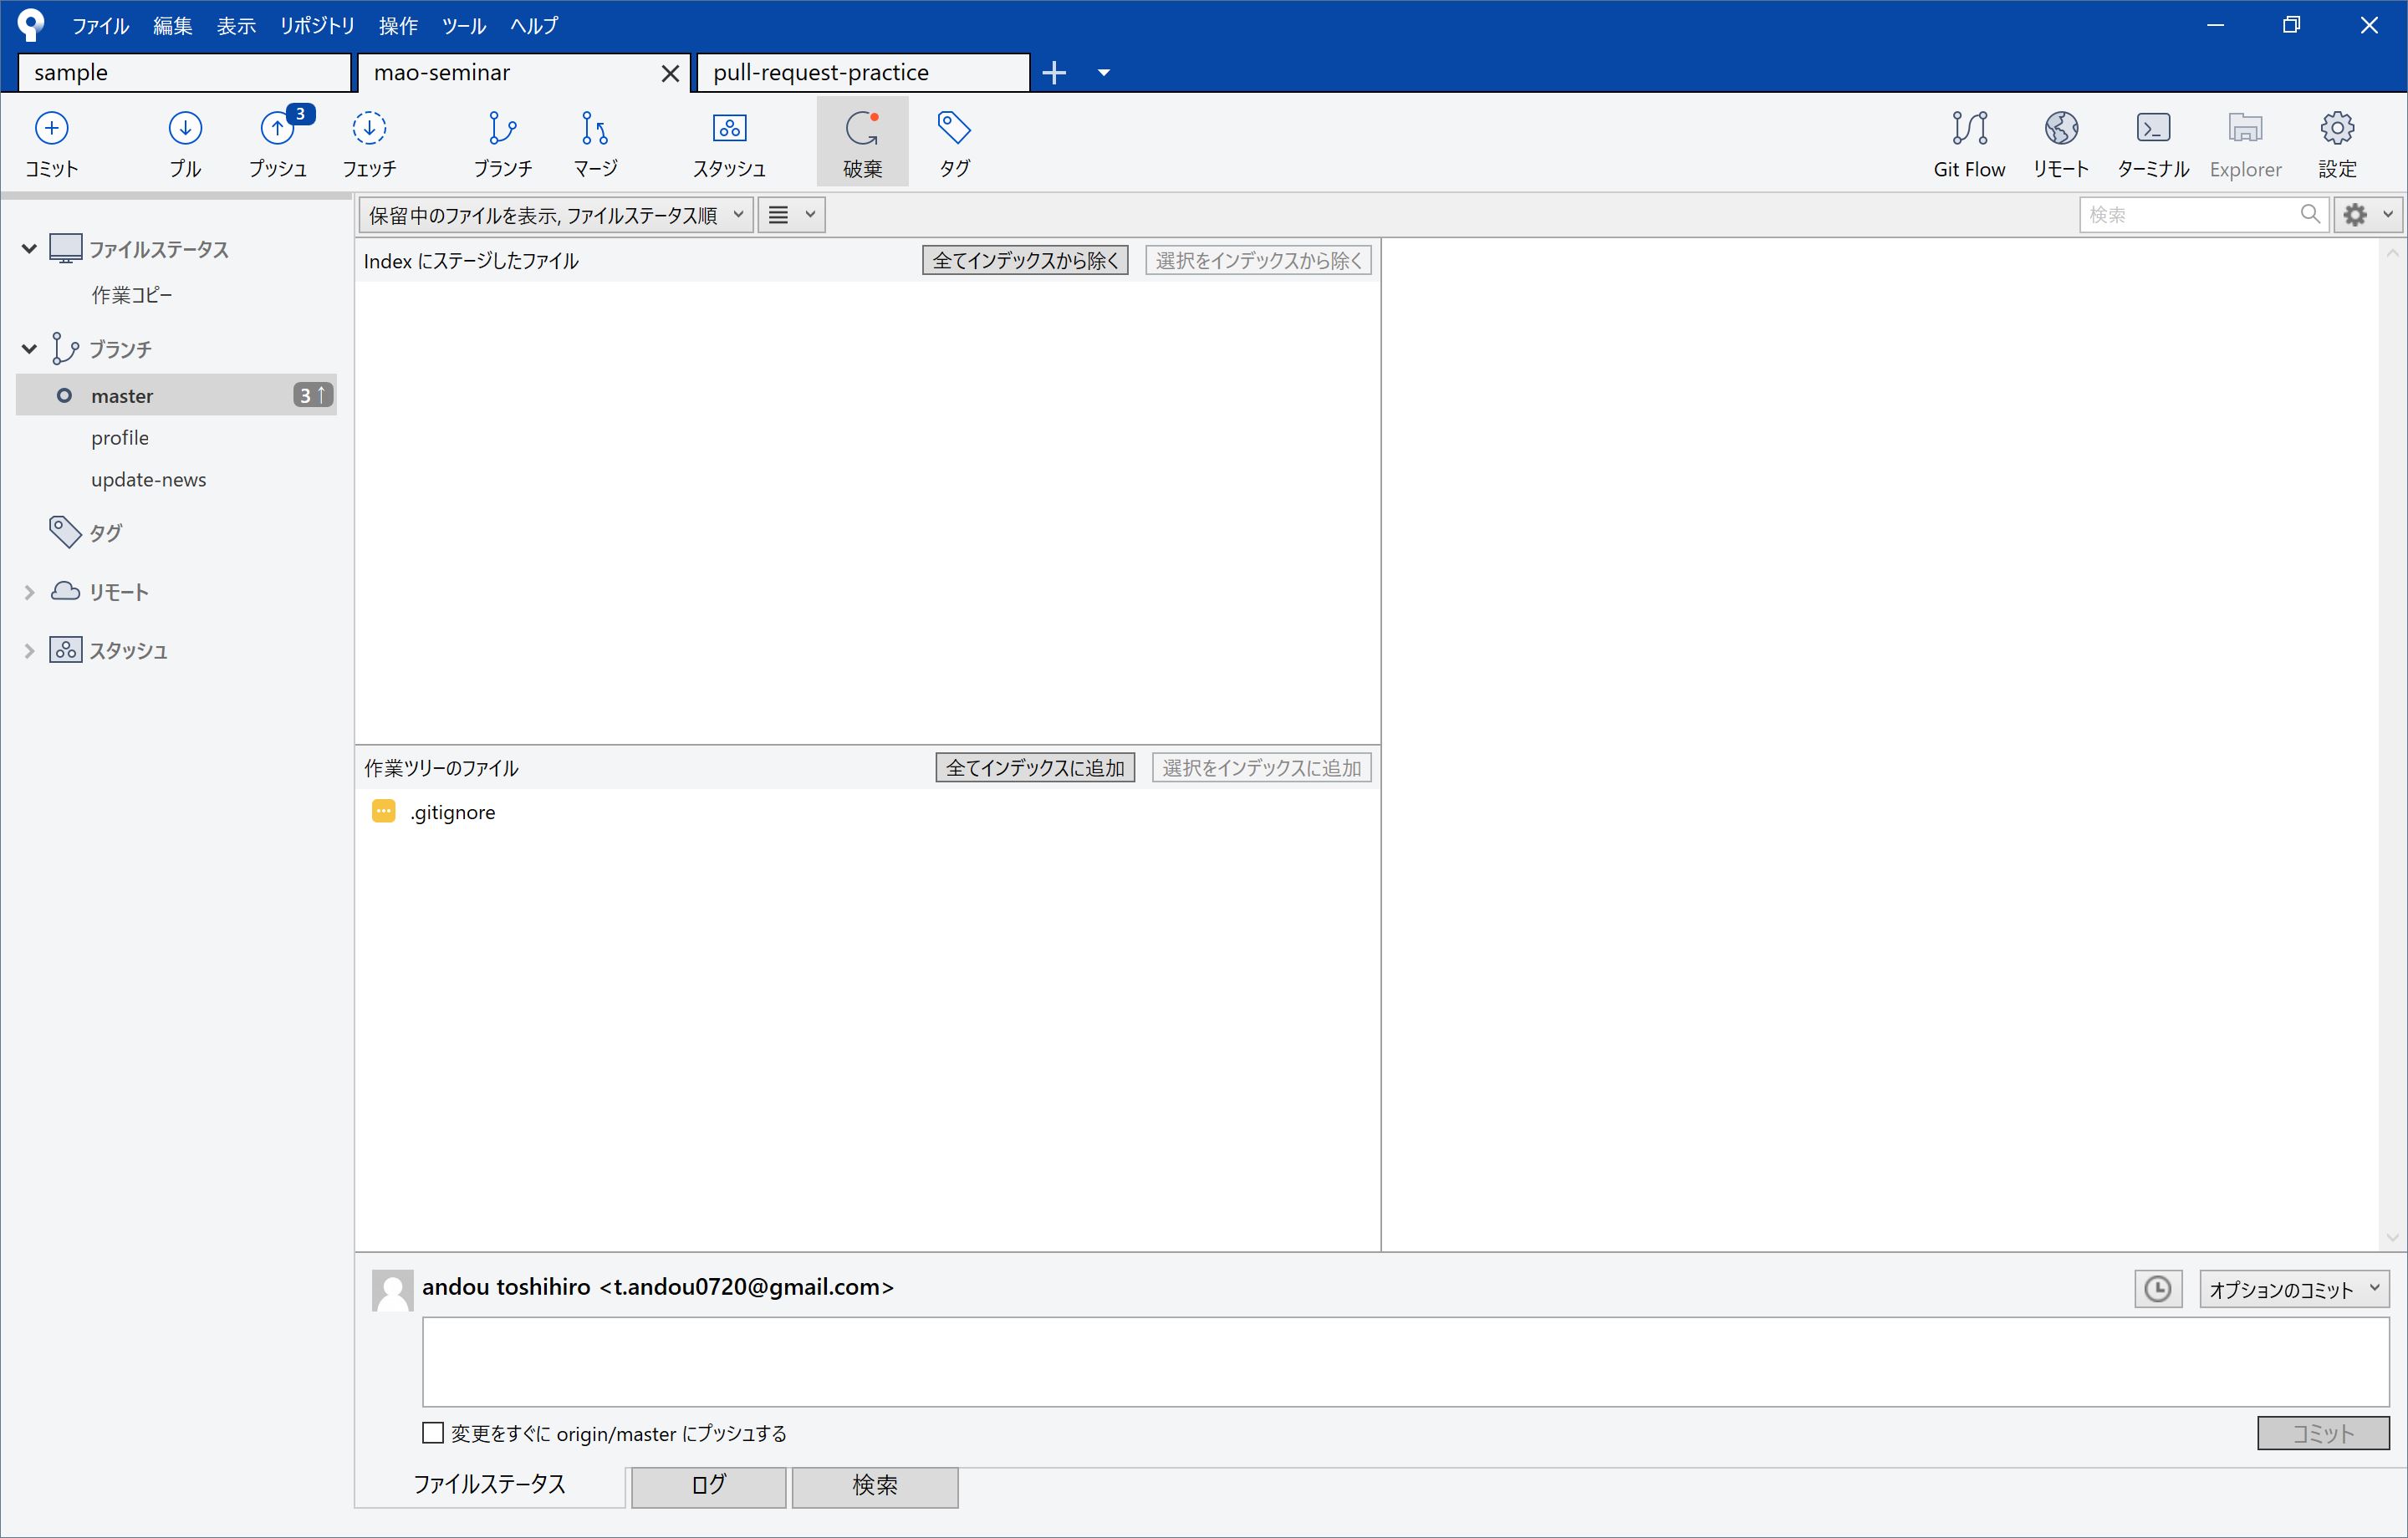 ファイル 編集 表示 リポジトリ 操作 ツール ヘルプ
sample
mao-seminar
pull-request-practice
コミット
プル
3
プッシュ
フェッチ
ブランチ
マージ
スタッシュ
破棄
タグ
Git Flow
リモート
ターミナル
Explorer
設定
保留中のファイルを表示, ファイルステータス順
検索
ファイルステータス
作業コピー
ブランチ
master 3↑
profile
update-news
タグ
リモート
スタッシュ
Index にステージしたファイル
全てインデックスから除く
選択をインデックスから除く
作業ツリーのファイル
全てインデックスに追加
選択をインデックスに追加
.gitignore
andou toshihiro <t.andou0720@gmail.com>
オプションのコミット
変更をすぐに origin/master にプッシュする
コミット
ファイルステータス
ログ
検索